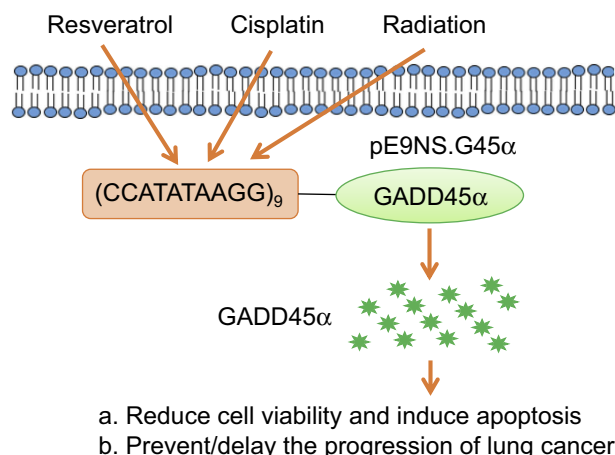 Resveratrol Cisplatin Radiation
pE9NS.G45α
(CCATATAAGG)9 GADD45α
GADD45α
a. Reduce cell viability and induce apoptosis
b. Prevent/delay the progression of lung cancer